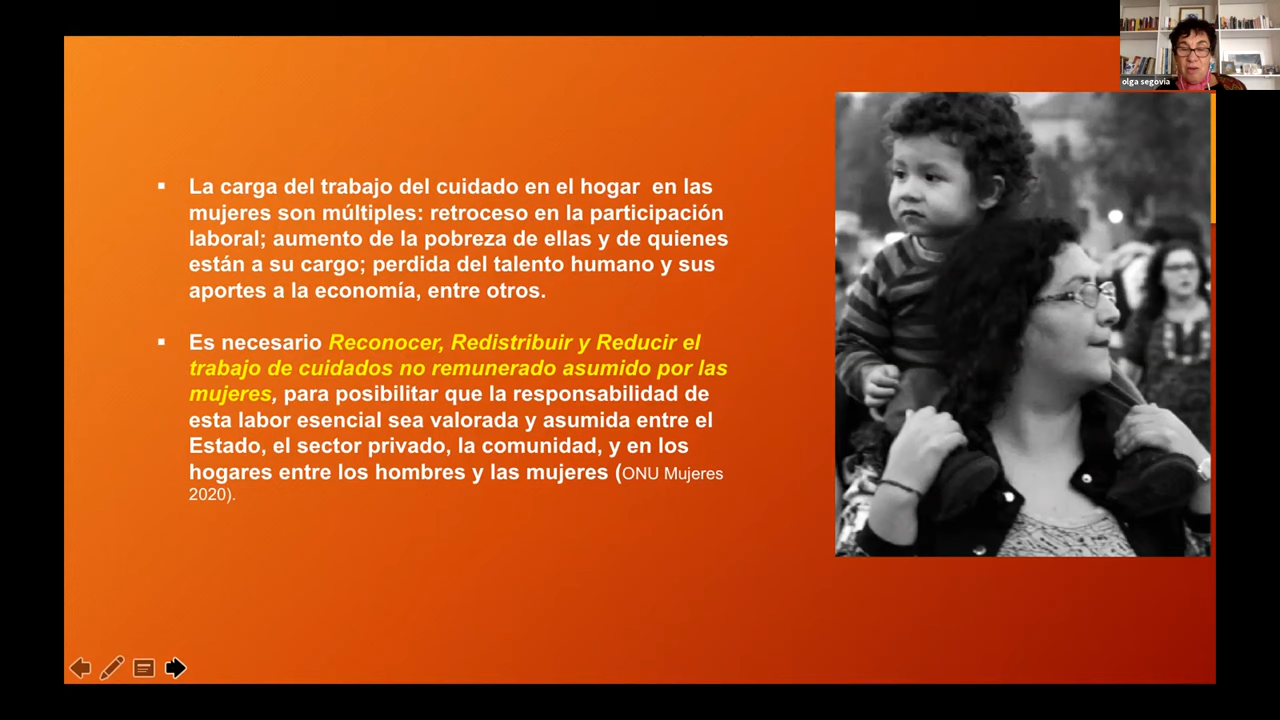 olga segovia
▪ La carga del trabajo del cuidado en el hogar  en las
mujeres son múltiples: retroceso en la participación
laboral; aumento de la pobreza de ellas y de quienes
están a su cargo; perdida del talento humano y sus
aportes a la economía, entre otros.
▪ Es necesario Reconocer, Redistribuir y Reducir el
trabajo de cuidados no remunerado asumido por las
mujeres, para posibilitar que la responsabilidad de
esta labor esencial sea valorada y asumida entre el
Estado, el sector privado, la comunidad, y en los
hogares entre los hombres y las mujeres (ONU Mujeres
2020).